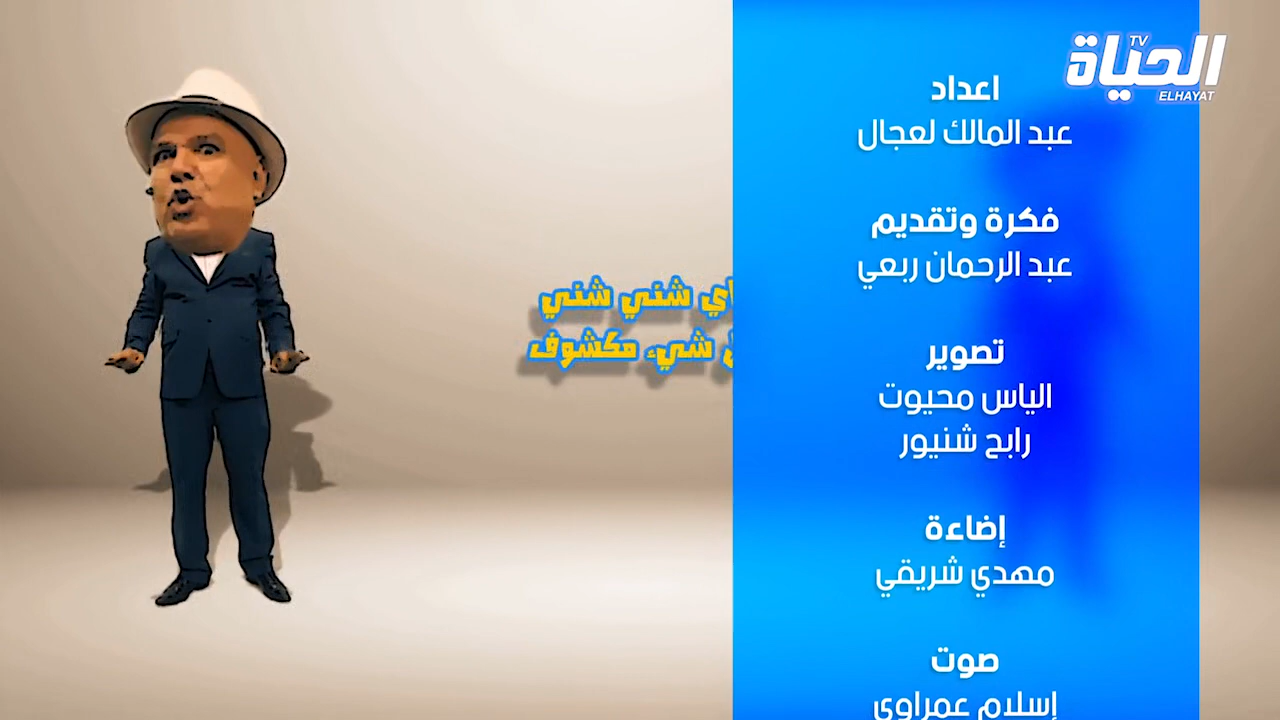 الحياة
TV
ELHAYAT
اعداد
عبد المالك لعجال
فكرة وتقديم
عبد الرحمان ربعي
تصوير
الياس محيوت
رابح شنيور
إضاءة
مهدي شريقي
صوت
إسلام عمراوي
شني شني
شيء مكشوف